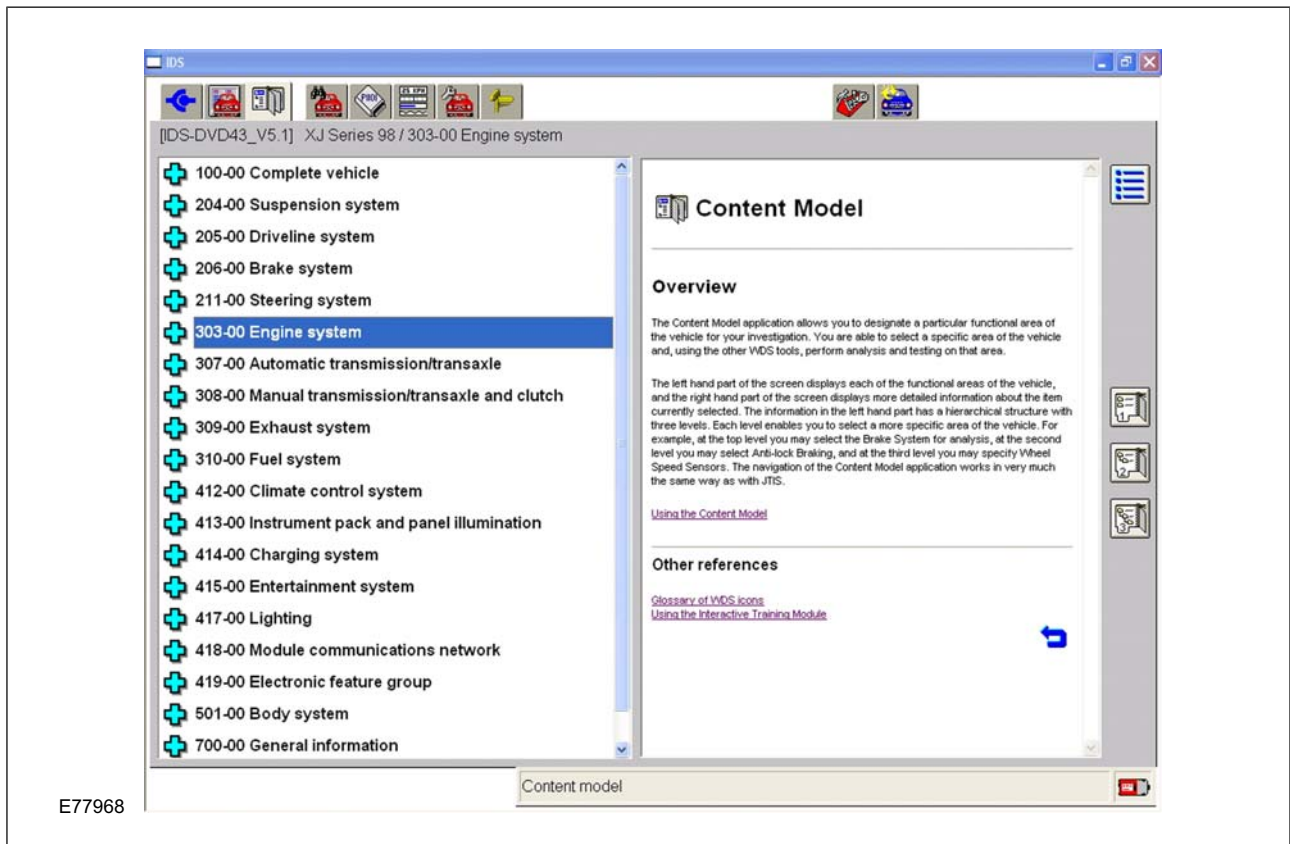 IDS
P1101
25 KPH
[IDS-DVD43_V5.1] XJ Series 98 / 303-00 Engine system
100-00 Complete vehicle
204-00 Suspension system
205-00 Driveline system
206-00 Brake system
211-00 Steering system
303-00 Engine system
307-00 Automatic transmission/transaxle
308-00 Manual transmission/transaxle and clutch
309-00 Exhaust system
310-00 Fuel system
412-00 Climate control system
413-00 Instrument pack and panel illumination
414-00 Charging system
415-00 Entertainment system
417-00 Lighting
418-00 Module communications network
419-00 Electronic feature group
501-00 Body system
700-00 General information
Content Model
Overview
The Content Model application allows you to designate a particular functional area of
the vehicle for your investigation. You are able to select a specific area of the vehicle
and, using the other WDS tools, perform analysis and testing on that area.
The left hand part of the screen displays each of the functional areas of the vehicle,
and the right hand part of the screen displays more detailed information about the item
currently selected. The information in the left hand part has a hierarchical structure with
three levels. Each level enables you to select a more specific area of the vehicle. For
example, at the top level you may select the Brake System for analysis, at the second
level you may select Anti-lock Braking, and at the third level you may specify Wheel
Speed Sensors. The navigation of the Content Model application works in very much
the same way as with JTIS.
Using the Content Model
Other references
Glossary of WDS icons
Using the Interactive Training Module
1
2
3
Content model
E77968